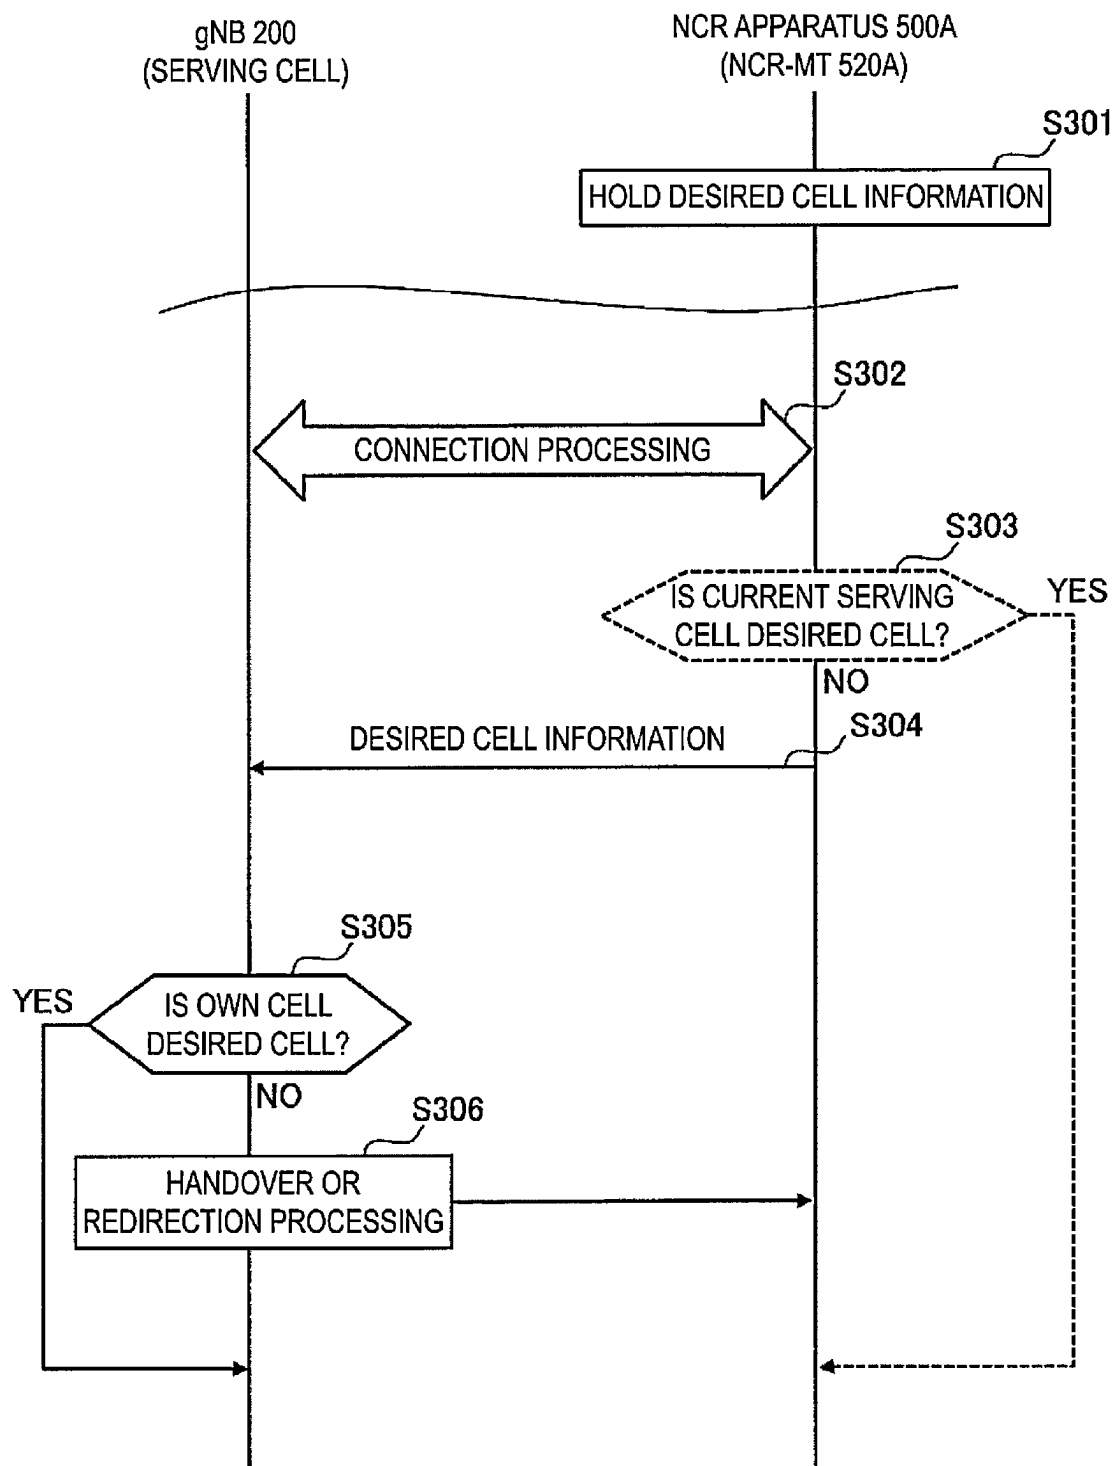 gNB 200
(SERVING CELL)
NCR APPARATUS 500A
(NCR-MT 520A)
S301
HOLD DESIRED CELL INFORMATION
S302
CONNECTION PROCESSING
S303
IS CURRENT SERVING
CELL DESIRED CELL?
YES
NO
S304
DESIRED CELL INFORMATION
S305
YES
IS OWN CELL
DESIRED CELL?
NO
S306
HANDOVER OR
REDIRECTION PROCESSING